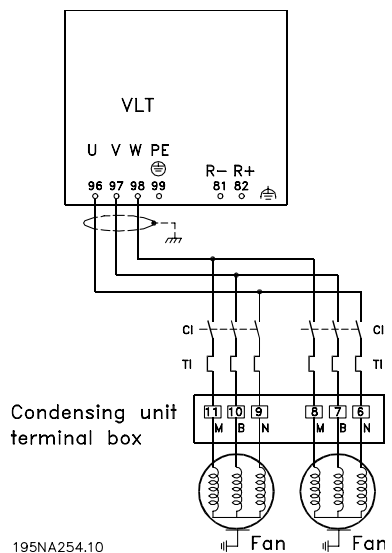 VLT
U V W PE
96 97 98 99
R- R+
81 82
CI CI
TI TI
11 10 9 8 7 6
M B N M B N
Condensing unit
terminal box
Fan Fan
195NA254.10